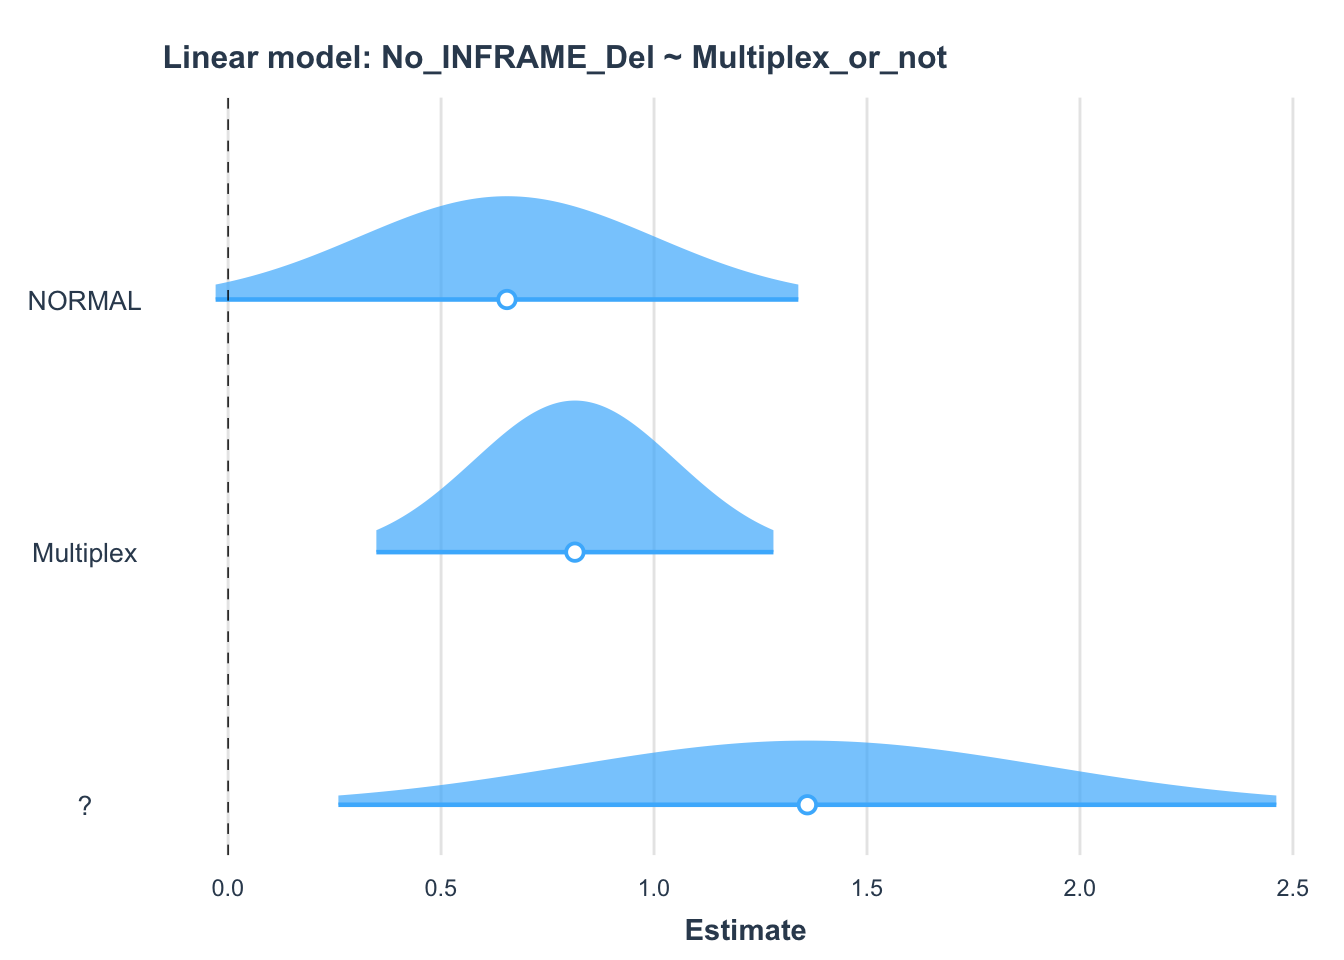 Linear model: No_INFRAME_Del ~ Multiplex_or_not
NORMAL
Multiplex
?
0.0 0.5 1.0 1.5 2.0 2.5
Estimate